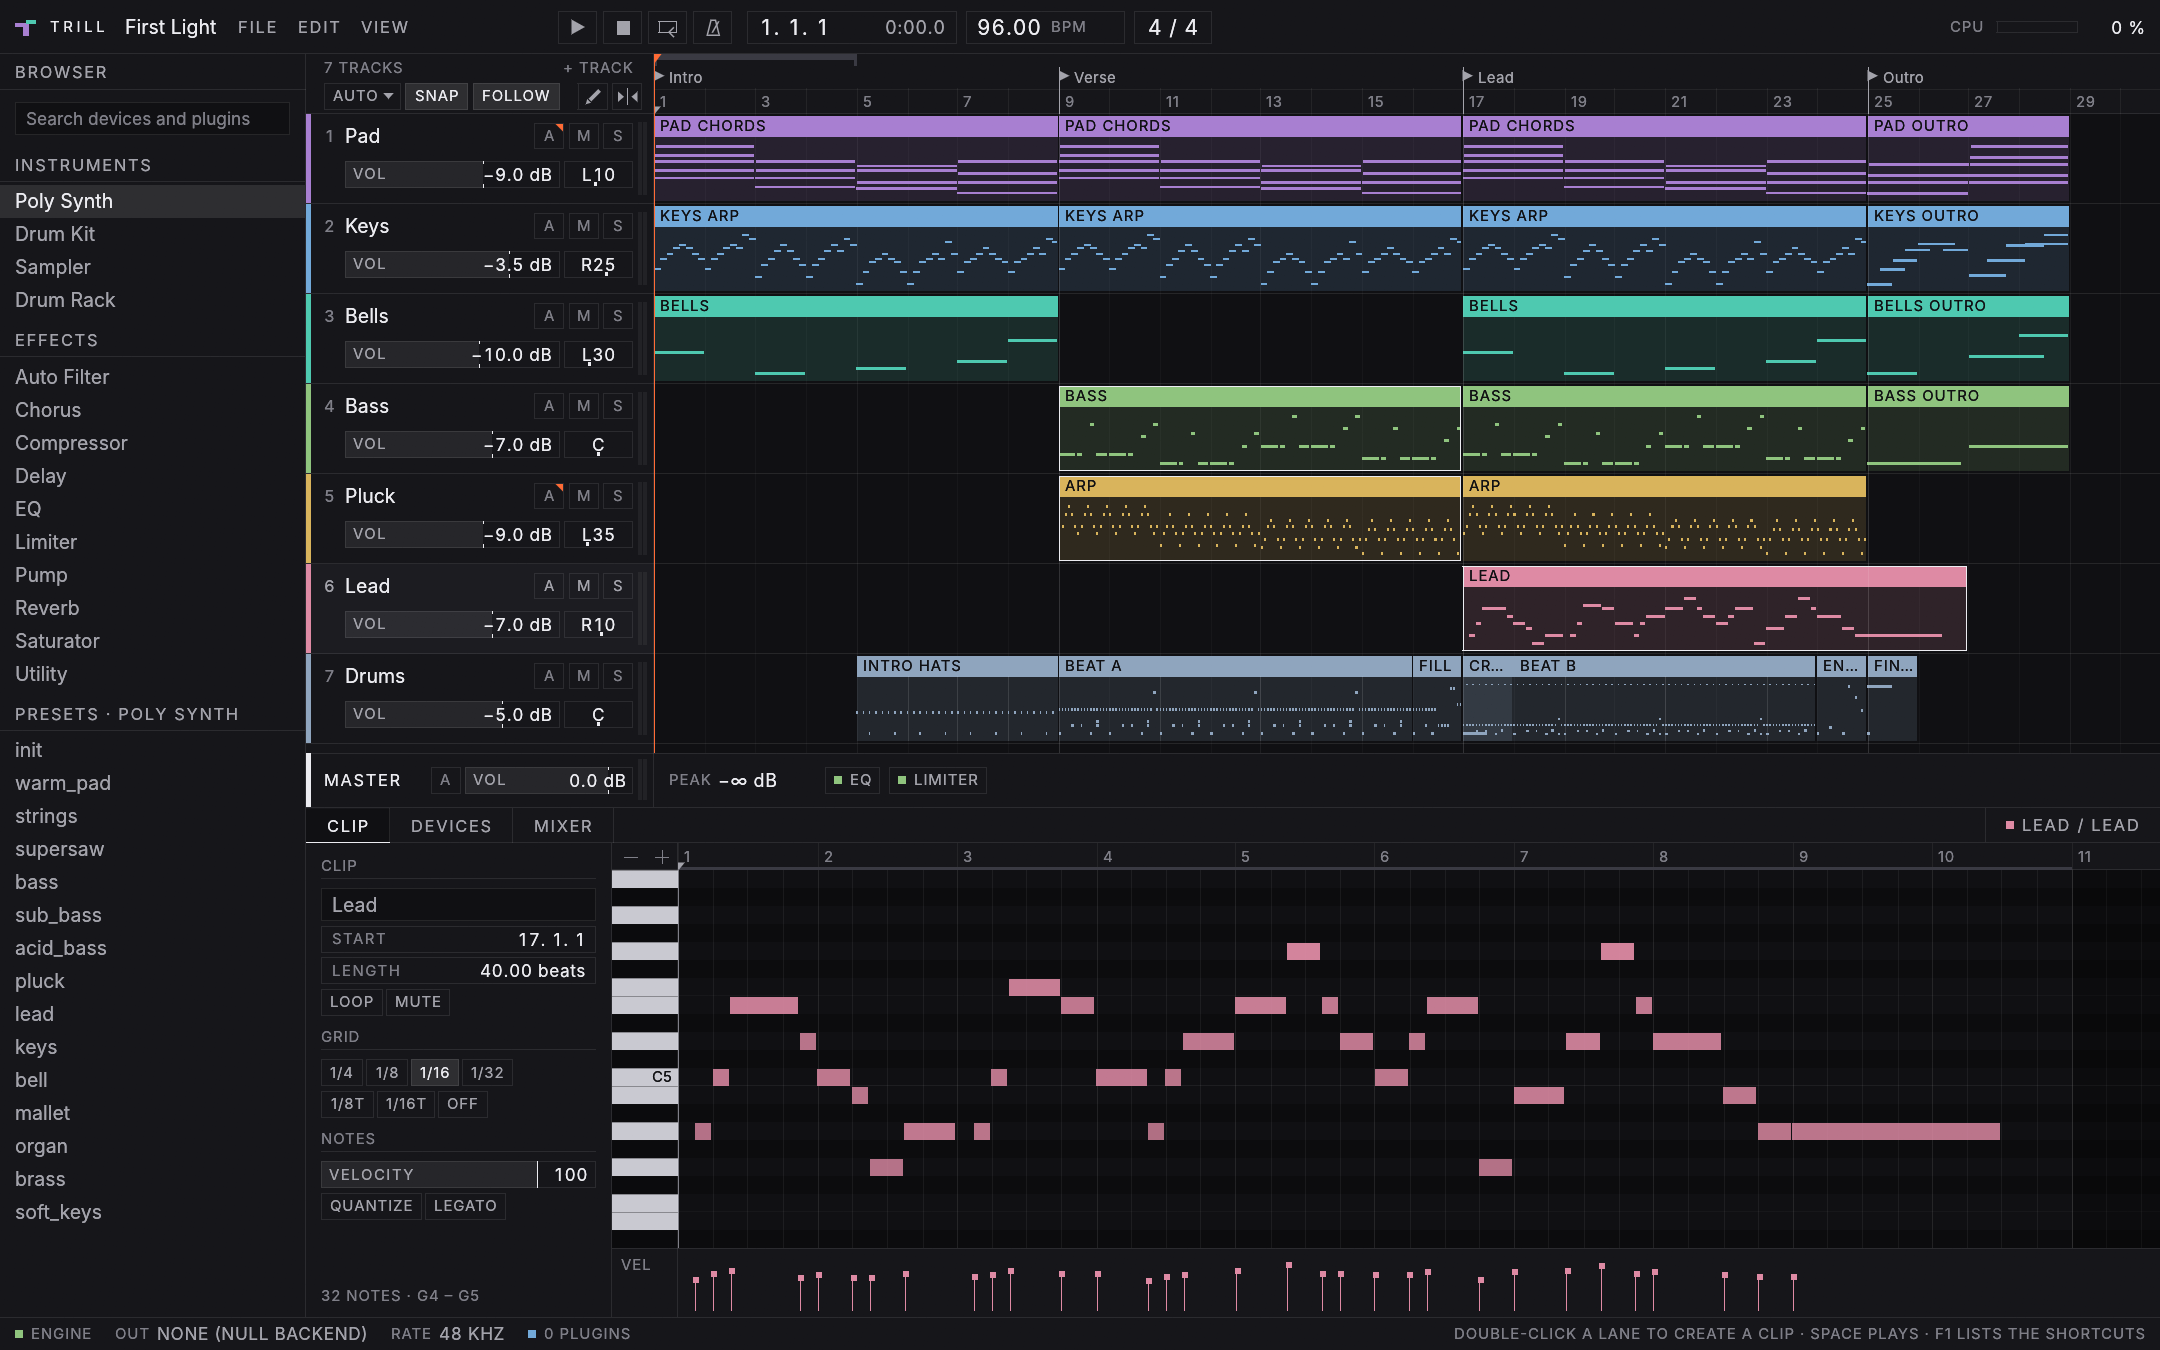 TRILL First Light FILE EDIT VIEW 1. 1. 1 0:00.0 96.00 BPM 4 / 4 CPU 0 %
BROWSER
Search devices and plugins
INSTRUMENTS
Poly Synth
Drum Kit
Sampler
Drum Rack
EFFECTS
Auto Filter
Chorus
Compressor
Delay
EQ
Limiter
Pump
Reverb
Saturator
Utility
PRESETS · POLY SYNTH
init
warm_pad
strings
supersaw
bass
sub_bass
acid_bass
pluck
lead
keys
bell
mallet
organ
brass
soft_keys
7 TRACKS + TRACK
AUTO SNAP FOLLOW
Intro Verse Lead Outro
1 3 5 7 9 11 13 15 17 19 21 23 25 27 29
1 Pad A M S
VOL −9.0 dB L10
PAD CHORDS PAD CHORDS PAD CHORDS PAD OUTRO
2 Keys A M S
VOL −3.5 dB R25
KEYS ARP KEYS ARP KEYS ARP KEYS OUTRO
3 Bells A M S
VOL −10.0 dB L30
BELLS BELLS BELLS OUTRO
4 Bass A M S
VOL −7.0 dB C
BASS BASS BASS OUTRO
5 Pluck A M S
VOL −9.0 dB L35
ARP ARP
6 Lead A M S
VOL −7.0 dB R10
LEAD
7 Drums A M S
VOL −5.0 dB C
INTRO HATS BEAT A FILL CR... BEAT B EN... FIN...
MASTER A VOL 0.0 dB PEAK −∞ dB EQ LIMITER
CLIP DEVICES MIXER LEAD / LEAD
CLIP
Lead
START 17. 1. 1
LENGTH 40.00 beats
LOOP MUTE
GRID
1/4 1/8 1/16 1/32
1/8T 1/16T OFF
NOTES
VELOCITY 100
QUANTIZE LEGATO
32 NOTES · G4 – G5
1 2 3 4 5 6 7 8 9 10 11
C5
VEL
ENGINE OUT NONE (NULL BACKEND) RATE 48 KHZ 0 PLUGINS DOUBLE-CLICK A LANE TO CREATE A CLIP · SPACE PLAYS · F1 LISTS THE SHORTCUTS